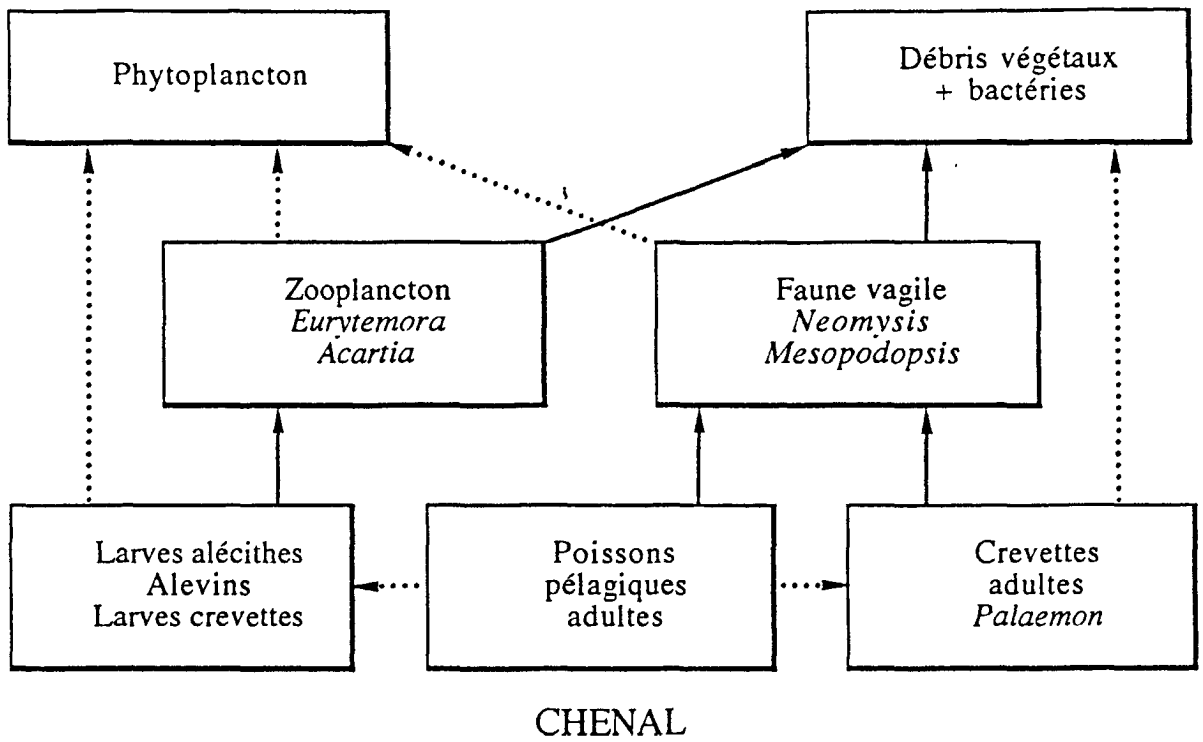 Phytoplancton
Débris végétaux
+ bactéries
Zooplancton
Eurytemora
Acartia
Faune vagile
Neomysis
Mesopodopsis
Larves alécithes
Alevins
Larves crevettes
Poissons
pélagiques
adultes
Crevettes
adultes
Palaemon
CHENAL